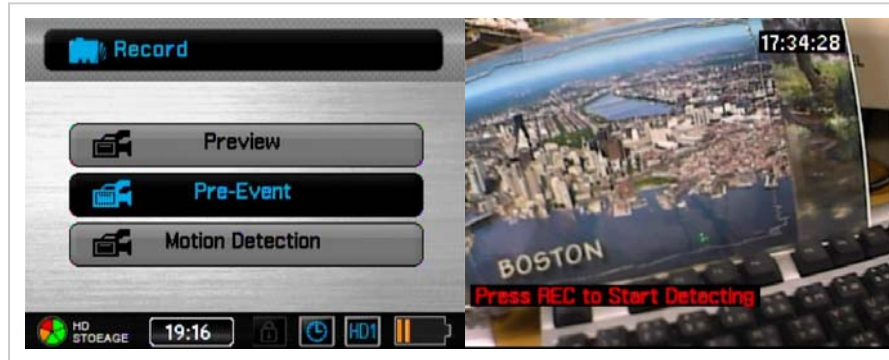 Record
Preview
Pre-Event
Motion Detection
HD
STOEAGE
19:16
HD1
17:34:28
BOSTON
Press REC to Start Detecting